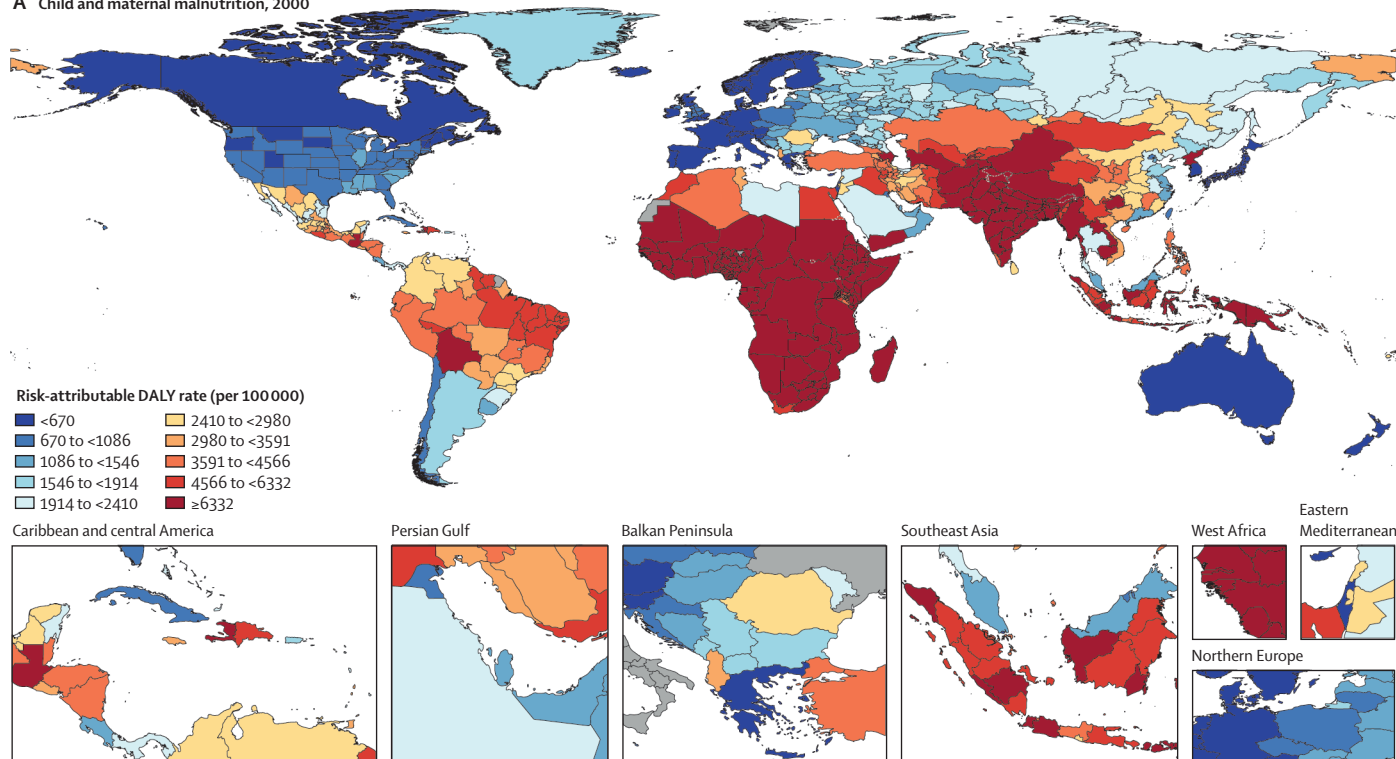 A Child and maternal malnutrition, 2000
Risk-attributable DALY rate (per 100 000)
<670
670 to <1086
1086 to <1546
1546 to <1914
1914 to <2410
2410 to <2980
2980 to <3591
3591 to <4566
4566 to <6332
≥6332
Caribbean and central America
Persian Gulf
Balkan Peninsula
Southeast Asia
West Africa
Eastern
Mediterranean
Northern Europe